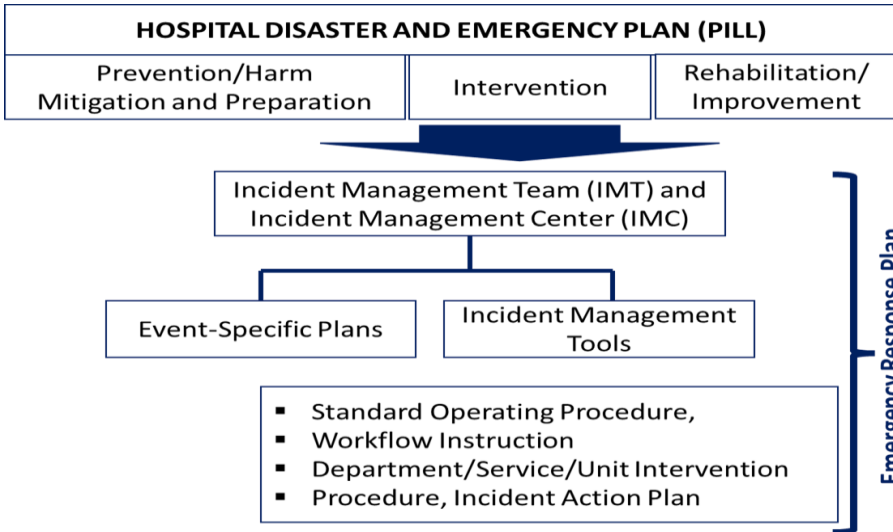 HOSPITAL DISASTER AND EMERGENCY PLAN (PILL)
Prevention/Harm
Mitigation and Preparation
Intervention
Rehabilitation/
Improvement
Incident Management Team (IMT) and
Incident Management Center (IMC)
Event-Specific Plans
Incident Management
Tools
▪ Standard Operating Procedure,
▪ Workflow Instruction
▪ Department/Service/Unit Intervention
▪ Procedure, Incident Action Plan
Emergency Response Plan